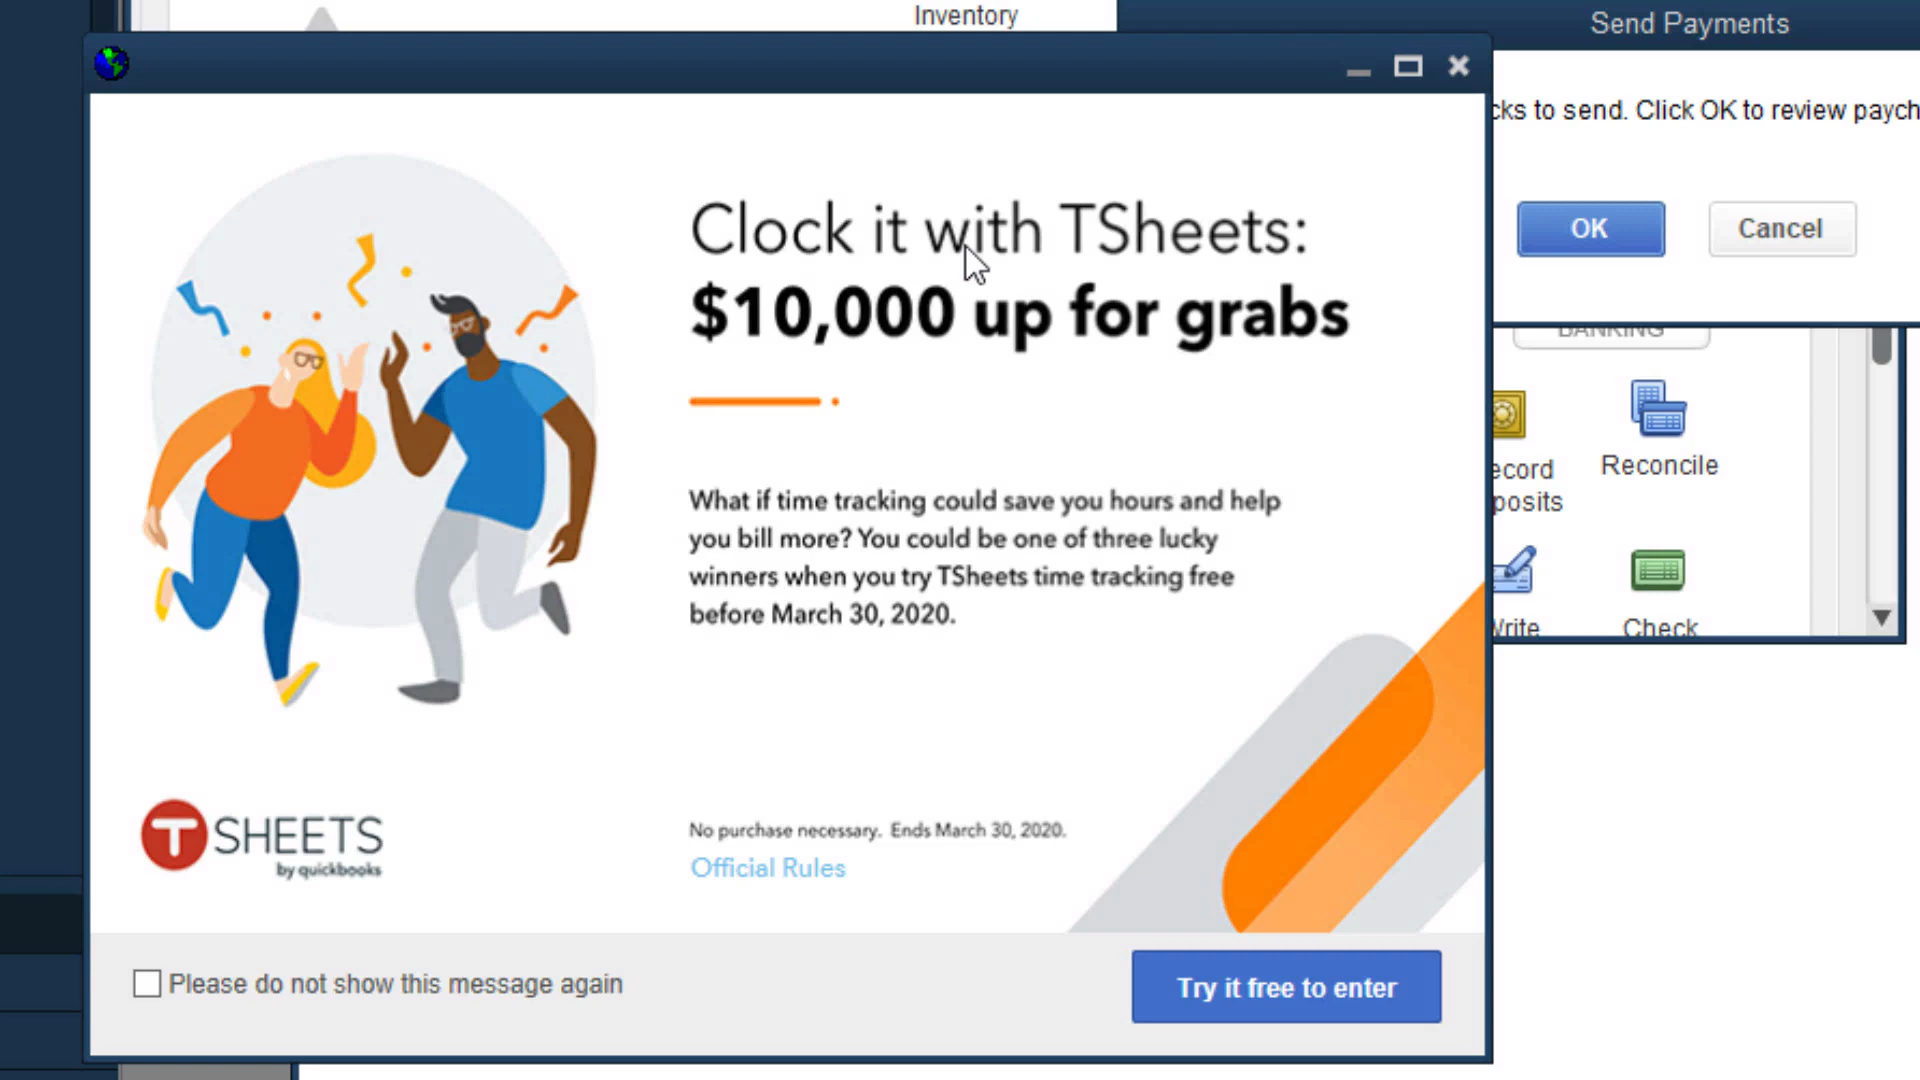 Inventory
Send Payments
cks to send. Click OK to review paych
OK
Cancel
Clock it with TSheets:
$10,000 up for grabs
BANKING
ecord
posits
Reconcile
What if time tracking could save you hours and help
you bill more? You could be one of three lucky
winners when you try TSheets time tracking free
before March 30, 2020.
Write
Check
T SHEETS
by quickbooks
No purchase necessary. Ends March 30, 2020.
Official Rules
Please do not show this message again
Try it free to enter